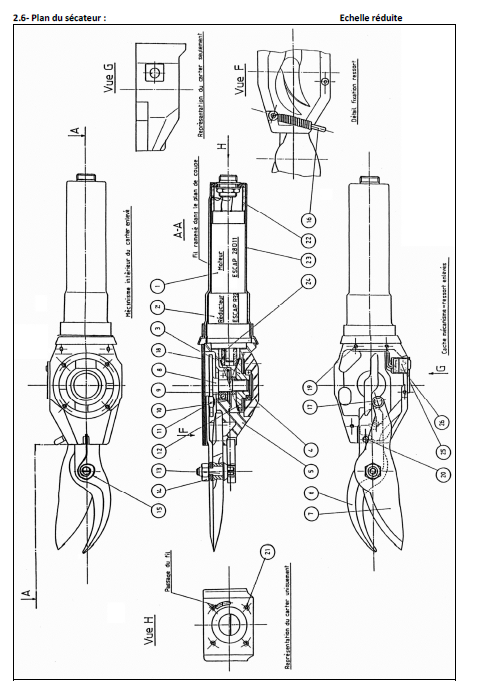 2.6- Plan du sécateur :
Echelle réduite
Vue G
Représentation du carter seulement
Vue F
Détail fixation ressort
16
A
Mécanisme intérieur du carter enlevé
15
A
A-A
fil ramené dans le plan de coupe
H
Moteur
ESCAP 28D11
Réducteur
ESCAP R32
1
2
3
18
8
9
10
11
12
F
13
14
22
23
24
4
5
Cache mécanisme+ressort enlevés
G
19
17
26
25
20
6
7
Vue H
Passage du fil
21
Représentation du carter uniquement